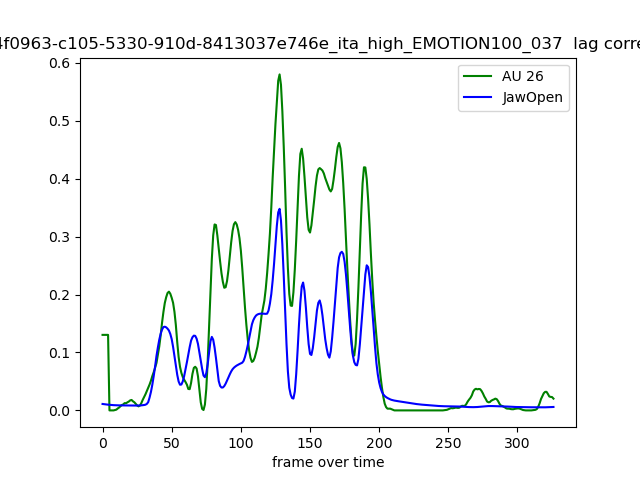 4f0963-c105-5330-910d-8413037e746e_ita_high_EMOTION100_037 lag corre
AU 26
JawOpen
0.6
0.5
0.4
0.3
0.2
0.1
0.0
0 50 100 150 200 250 300
frame over time